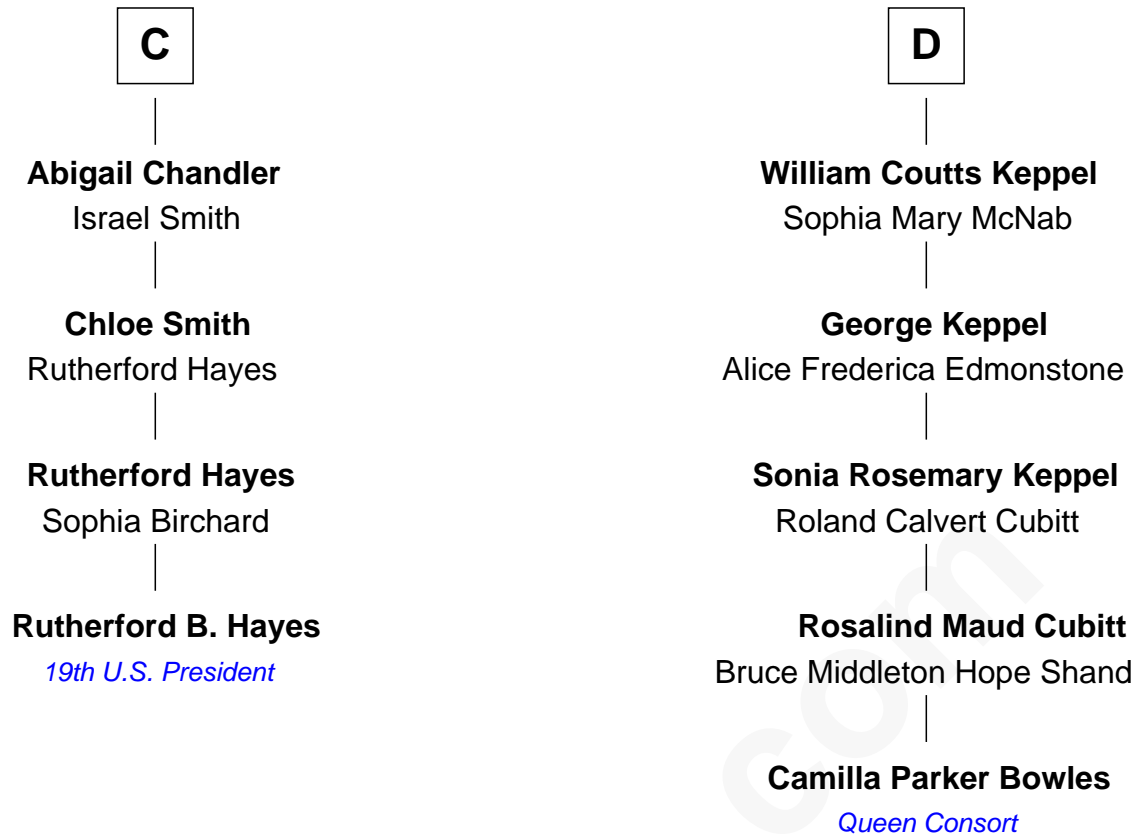 C
Abigail Chandler
Israel Smith
Chloe Smith
Rutherford Hayes
Rutherford Hayes
Sophia Birchard
Rutherford B. Hayes
19th U.S. President
D
William Coutts Keppel
Sophia Mary McNab
George Keppel
Alice Frederica Edmonstone
Sonia Rosemary Keppel
Roland Calvert Cubitt
Rosalind Maud Cubitt
Bruce Middleton Hope Shand
Camilla Parker Bowles
Queen Consort
com